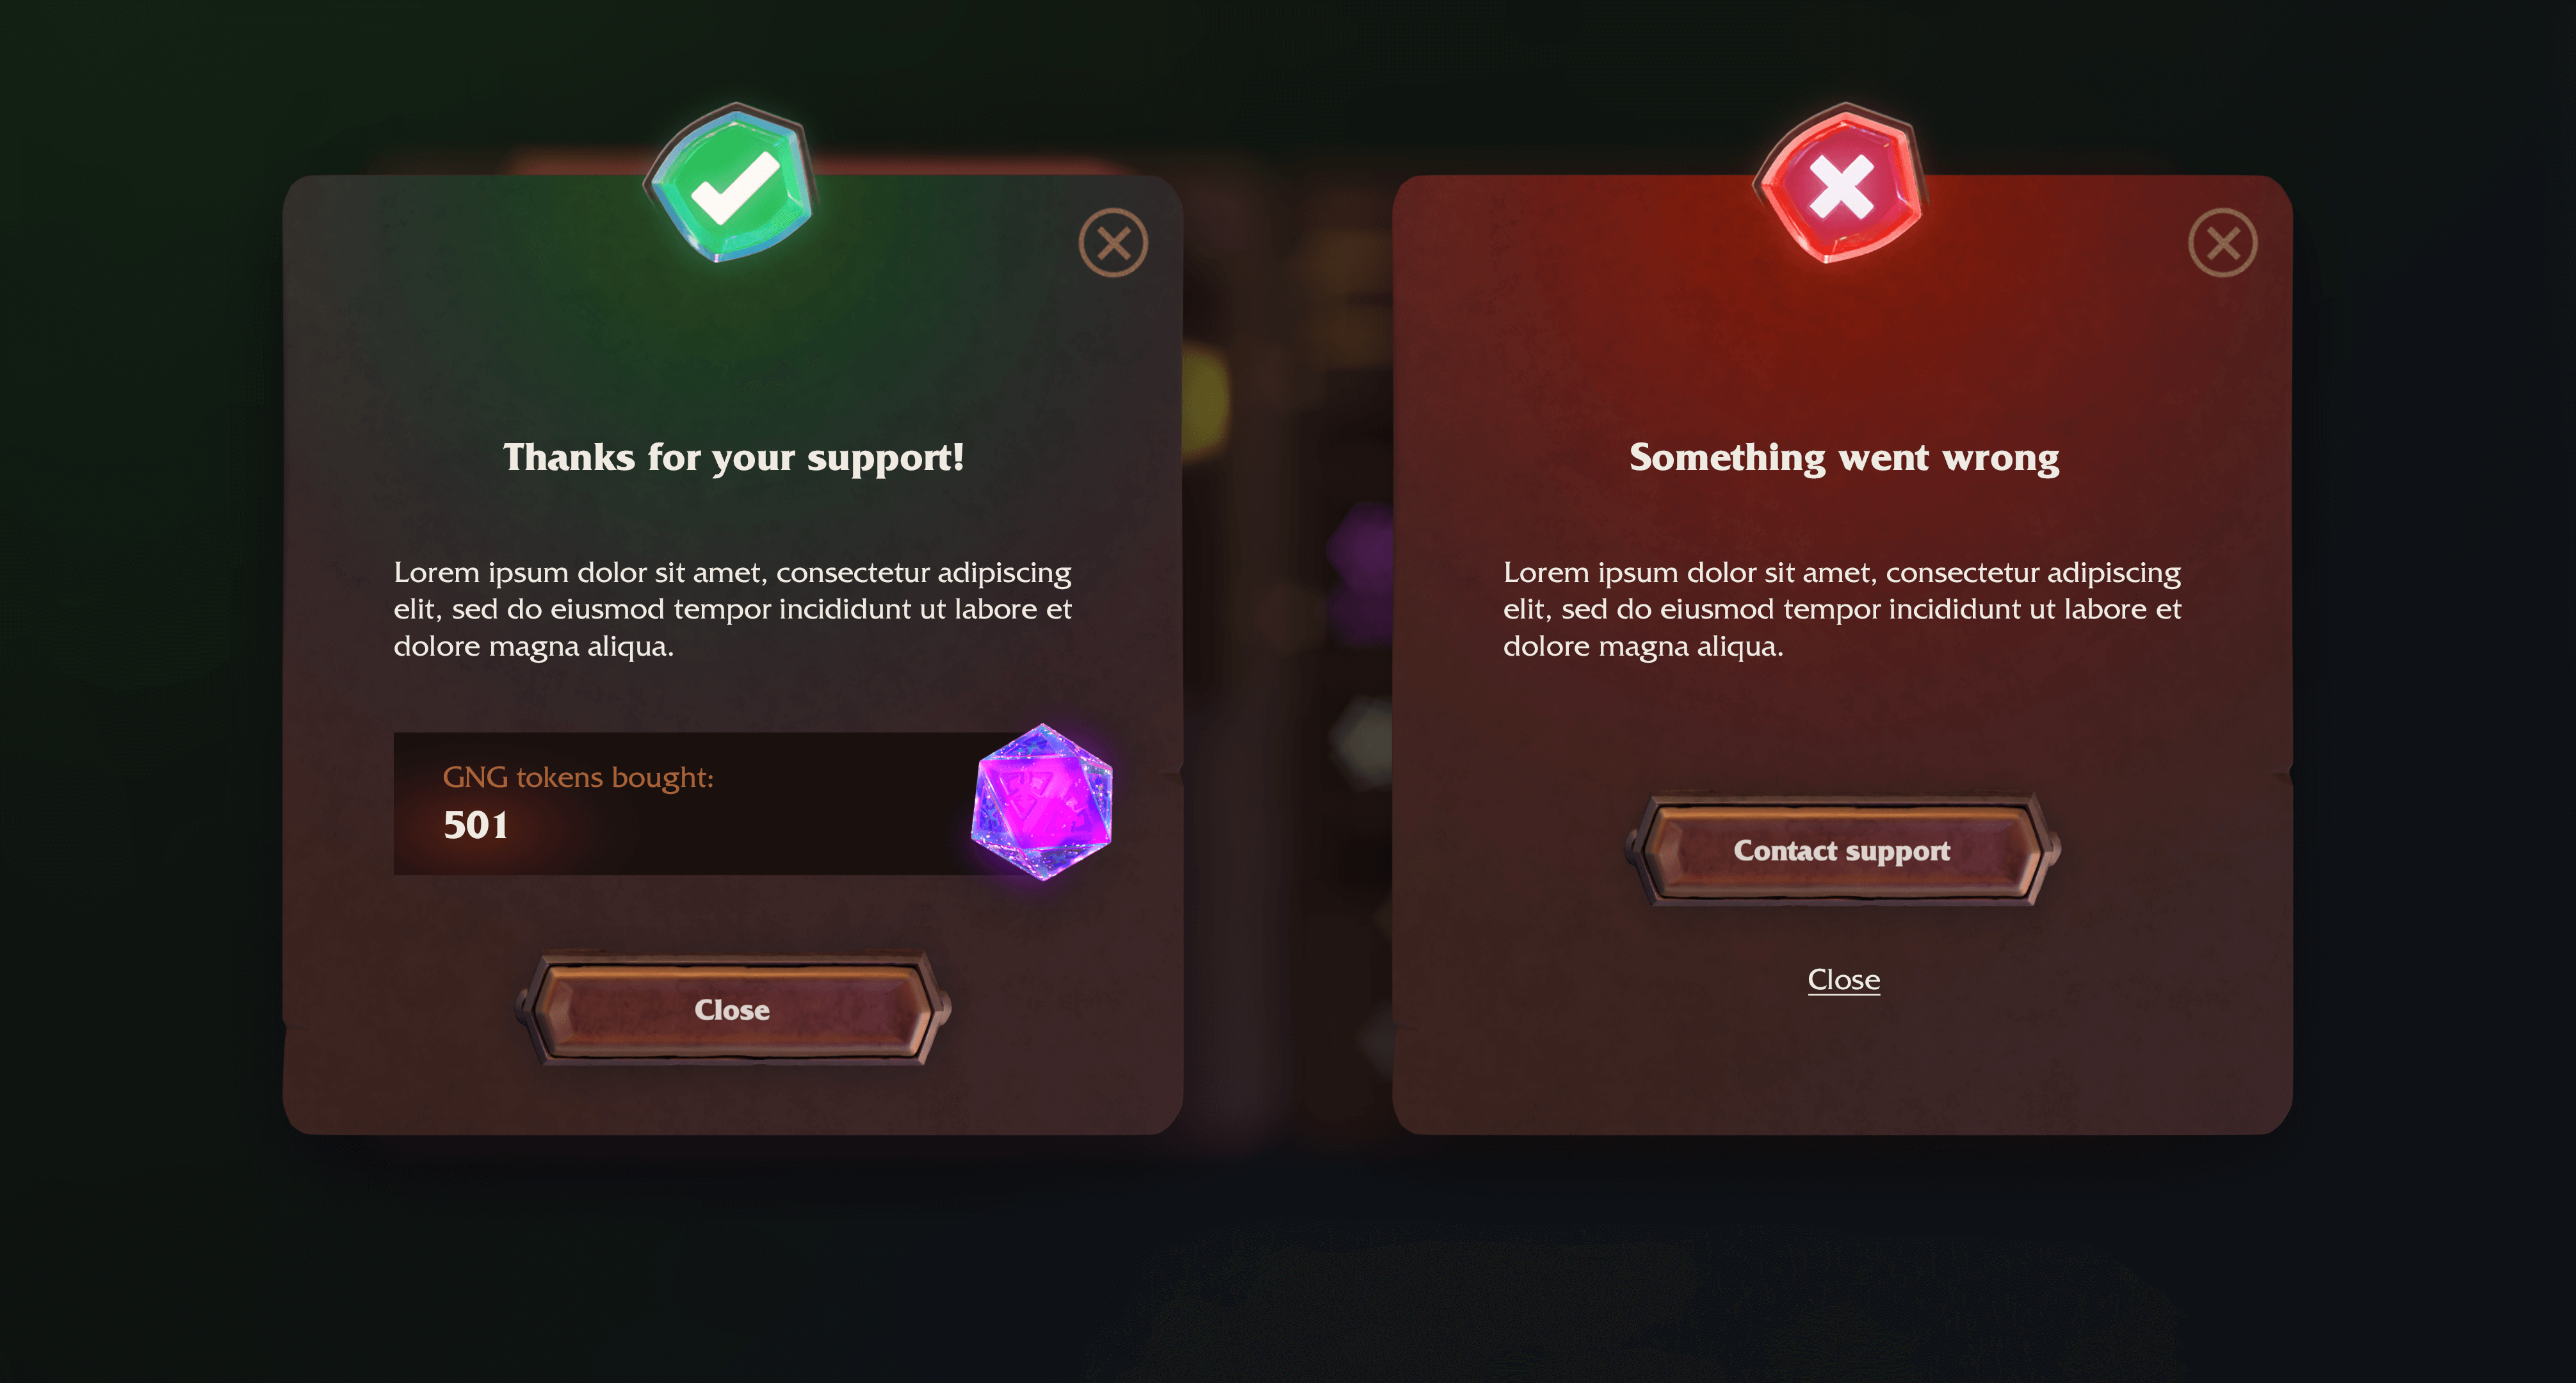 Thanks for your support!
Lorem ipsum dolor sit amet, consectetur adipiscing
elit, sed do eiusmod tempor incididunt ut labore et
dolore magna aliqua.
GNG tokens bought:
501
Close
Something went wrong
Lorem ipsum dolor sit amet, consectetur adipiscing
elit, sed do eiusmod tempor incididunt ut labore et
dolore magna aliqua.
Contact support
Close